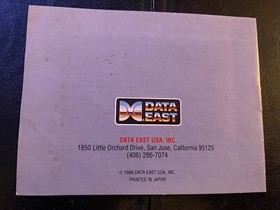 DATA
EAST
DATA EAST USA, INC.
1850 Little Orchard Drive, San Jose, California 95125
(408) 286-7074
© 1988 DATA EAST USA, INC.
PRINTED IN JAPAN